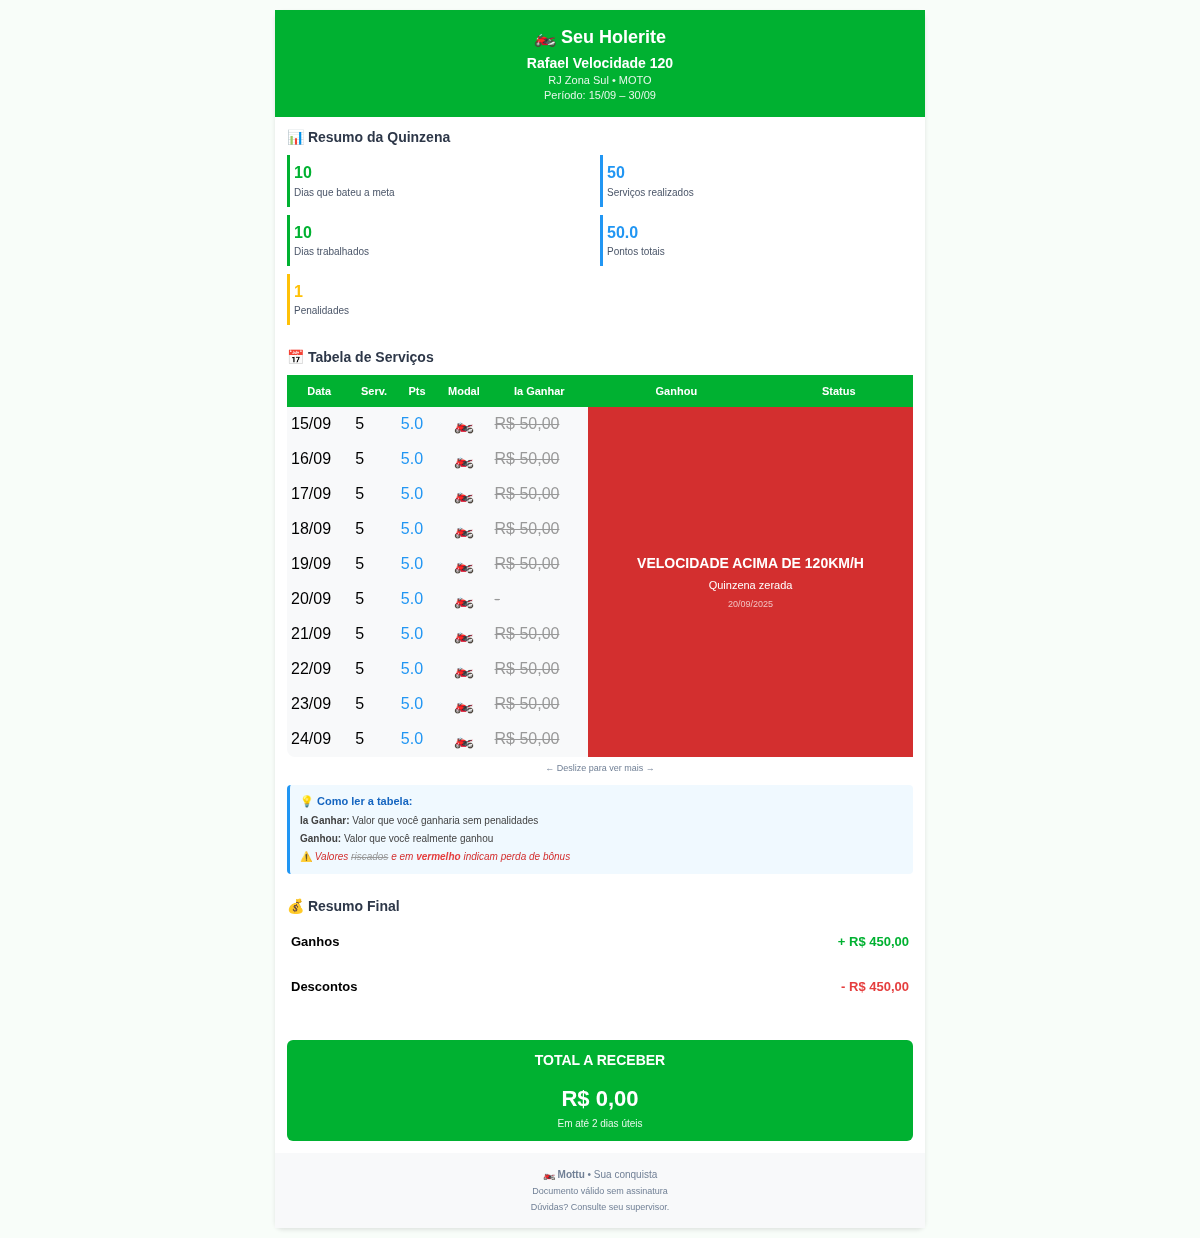 🏍️ Seu Holerite
Rafael Velocidade 120
RJ Zona Sul • MOTO
Período: 15/09 – 30/09
📊 Resumo da Quinzena
10
Dias que bateu a meta
50
Serviços realizados
10
Dias trabalhados
50.0
Pontos totais
1
Penalidades
📅 Tabela de Serviços
Data Serv. Pts Modal Ia Ganhar Ganhou Status
15/09 5 5.0 🏍️ R$ 50,00
16/09 5 5.0 🏍️ R$ 50,00
17/09 5 5.0 🏍️ R$ 50,00
18/09 5 5.0 🏍️ R$ 50,00
19/09 5 5.0 🏍️ R$ 50,00
20/09 5 5.0 🏍️ –
21/09 5 5.0 🏍️ R$ 50,00
22/09 5 5.0 🏍️ R$ 50,00
23/09 5 5.0 🏍️ R$ 50,00
24/09 5 5.0 🏍️ R$ 50,00
VELOCIDADE ACIMA DE 120KM/H
Quinzena zerada
20/09/2025
← Deslize para ver mais →
💡 Como ler a tabela:
Ia Ganhar: Valor que você ganharia sem penalidades
Ganhou: Valor que você realmente ganhou
⚠️ Valores riscados e em vermelho indicam perda de bônus
💰 Resumo Final
Ganhos + R$ 450,00
Descontos - R$ 450,00
TOTAL A RECEBER
R$ 0,00
Em até 2 dias úteis
🏍️ Mottu • Sua conquista
Documento válido sem assinatura
Dúvidas? Consulte seu supervisor.